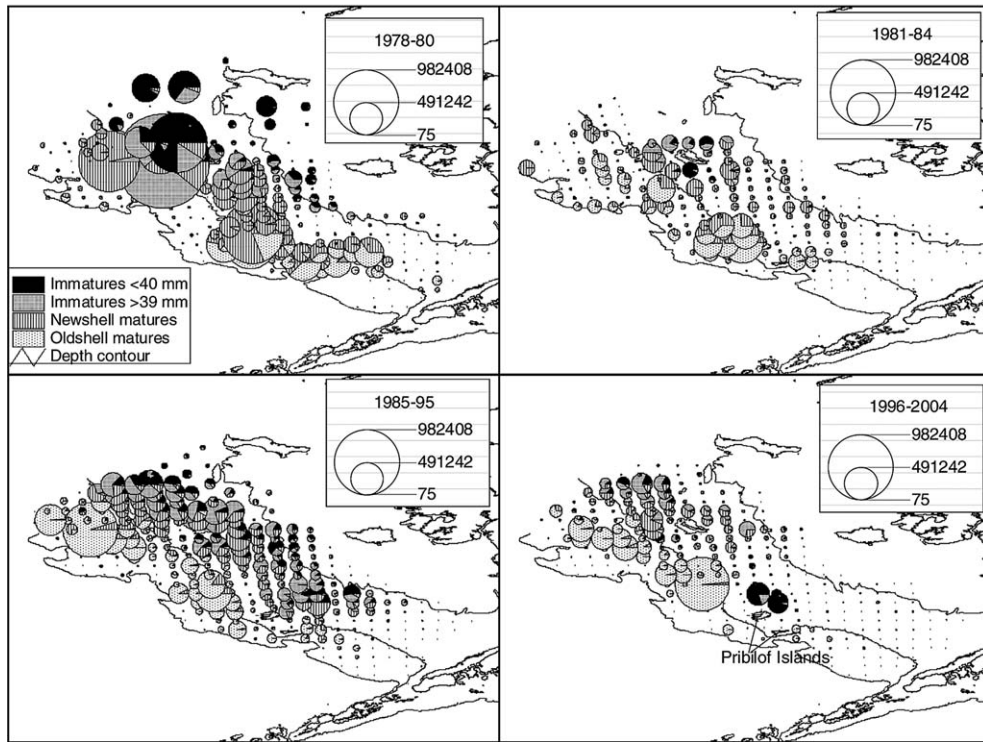 1978-80
982408
491242
75
Immatures <40 mm
Immatures >39 mm
Newshell matures
Oldshell matures
Depth contour
1981-84
982408
491242
75
1985-95
982408
491242
75
1996-2004
982408
491242
75
Pribilof Islands